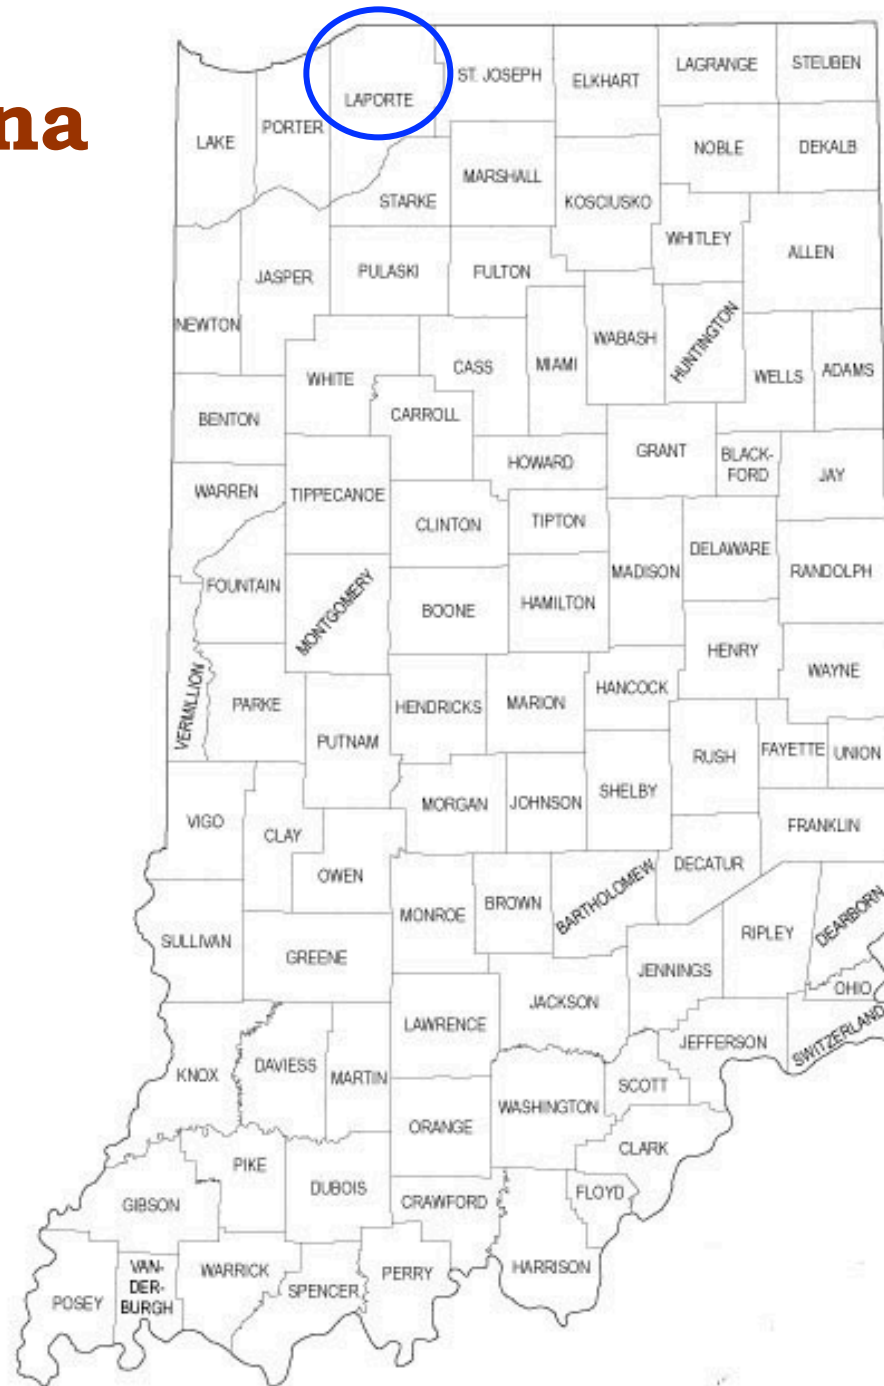 na
LAPORTE
ST. JOSEPH
ELKHART
LAGRANGE
STEUBEN
LAKE
PORTER
NOBLE
DEKALB
MARSHALL
STARKE
KOSCIUSKO
WHITLEY
ALLEN
JASPER
PULASKI
FULTON
NEWTON
WHITE
CASS
MIAMI
WABASH
HUNTINGTON
WELLS
ADAMS
BENTON
CARROLL
HOWARD
GRANT
BLACK-
FORD
JAY
WARREN
TIPPECANOE
CLINTON
TIPTON
DELAWARE
RANDOLPH
FOUNTAIN
MONTGOMERY
BOONE
HAMILTON
MADISON
HENRY
WAYNE
VERMILLION
PARKE
HENDRICKS
MARION
HANCOCK
PUTNAM
RUSH
FAYETTE
UNION
VIGO
CLAY
MORGAN
JOHNSON
SHELBY
FRANKLIN
OWEN
DECATUR
SULLIVAN
GREENE
MONROE
BROWN
BARTHOLOMEW
RIPLEY
DEARBORN
JENNINGS
OHIO
JACKSON
LAWRENCE
SWITZERLAND
JEFFERSON
KNOX
DAVIESS
MARTIN
SCOTT
WASHINGTON
ORANGE
CLARK
PIKE
DUBOIS
GIBSON
CRAWFORD
FLOYD
HARRISON
POSEY
VAN-
DER-
BURGH
WARRICK
SPENCER
PERRY